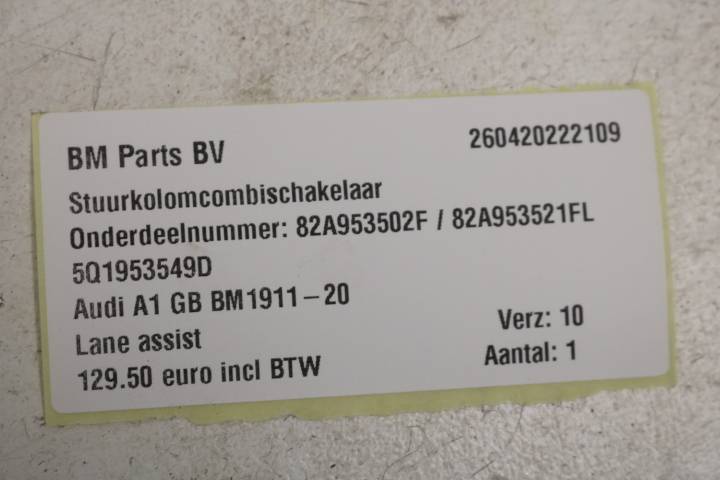 BM Parts BV
260420222109
Stuurkolomcombischakelaar
Onderdeelnummer: 82A953502F / 82A953521FL
5Q1953549D
Audi A1 GB BM1911-20
Lane assist
Verz: 10
129.50 euro incl BTW
Aantal: 1